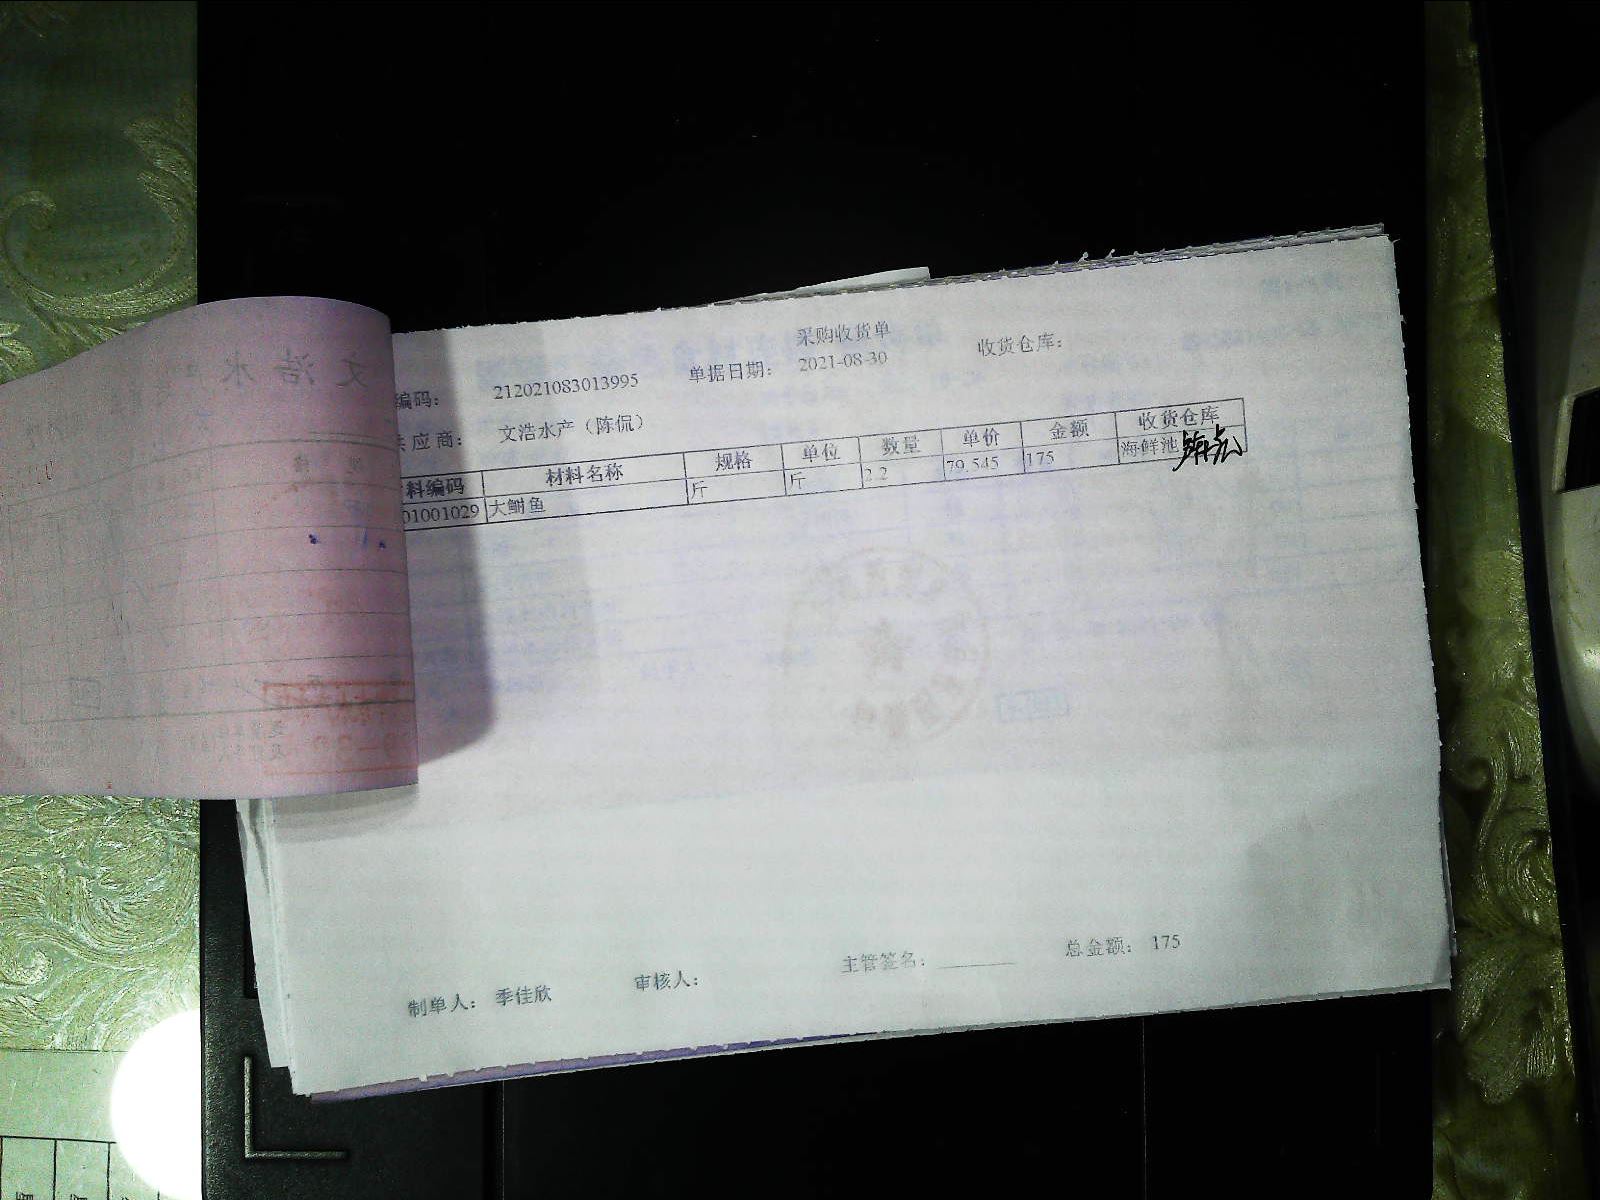 采购收货单
编码： 212021083013995 单据日期： 2021-08-30 收货仓库：
应商： 文浩水产（陈侃）
料编码 材料名称 规格 单位 数量 单价 金额 收货仓库
01001029 大鲥鱼 斤 斤 2.2 79.545 175 海鲜池
制单人： 季佳欣 审核人： 主管签名： 总金额： 175
文浩水